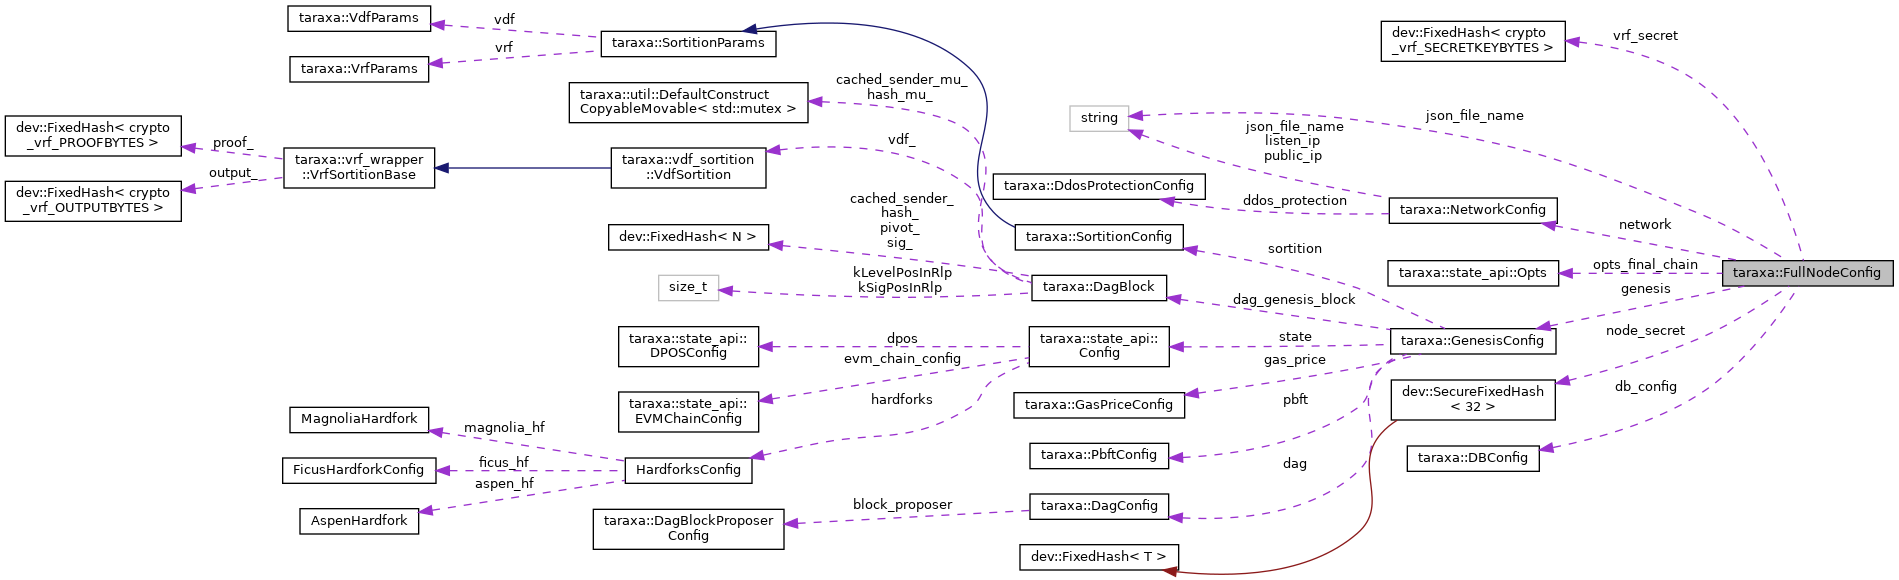 taraxa::VdfParams
vdf
taraxa::SortitionParams
vrf
taraxa::VrfParams
dev::FixedHash< crypto
_vrf_SECRETKEYBYTES >
vrf_secret
taraxa::util::DefaultConstruct
CopyableMovable< std::mutex >
cached_sender_mu_
hash_mu_
string
json_file_name
json_file_name
listen_ip
public_ip
dev::FixedHash< crypto
_vrf_PROOFBYTES >
proof_
output_
dev::FixedHash< crypto
_vrf_OUTPUTBYTES >
taraxa::vrf_wrapper
::VrfSortitionBase
taraxa::vdf_sortition
::VdfSortition
vdf_
taraxa::DdosProtectionConfig
ddos_protection
taraxa::NetworkConfig
network
dev::FixedHash< N >
cached_sender_
hash_
pivot_
sig_
taraxa::SortitionConfig
sortition
size_t
kLevelPosInRlp
kSigPosInRlp
taraxa::DagBlock
dag_genesis_block
taraxa::state_api::Opts
opts_final_chain
taraxa::FullNodeConfig
genesis
taraxa::state_api::
DPOSConfig
dpos
taraxa::state_api::
Config
state
taraxa::GenesisConfig
node_secret
evm_chain_config
gas_price
taraxa::state_api::
EVMChainConfig
hardforks
taraxa::GasPriceConfig
pbft
dev::SecureFixedHash
< 32 >
db_config
MagnoliaHardfork
magnolia_hf
FicusHardforkConfig
ficus_hf
HardforksConfig
taraxa::PbftConfig
dag
taraxa::DBConfig
aspen_hf
AspenHardfork
taraxa::DagBlockProposer
Config
block_proposer
taraxa::DagConfig
dev::FixedHash< T >